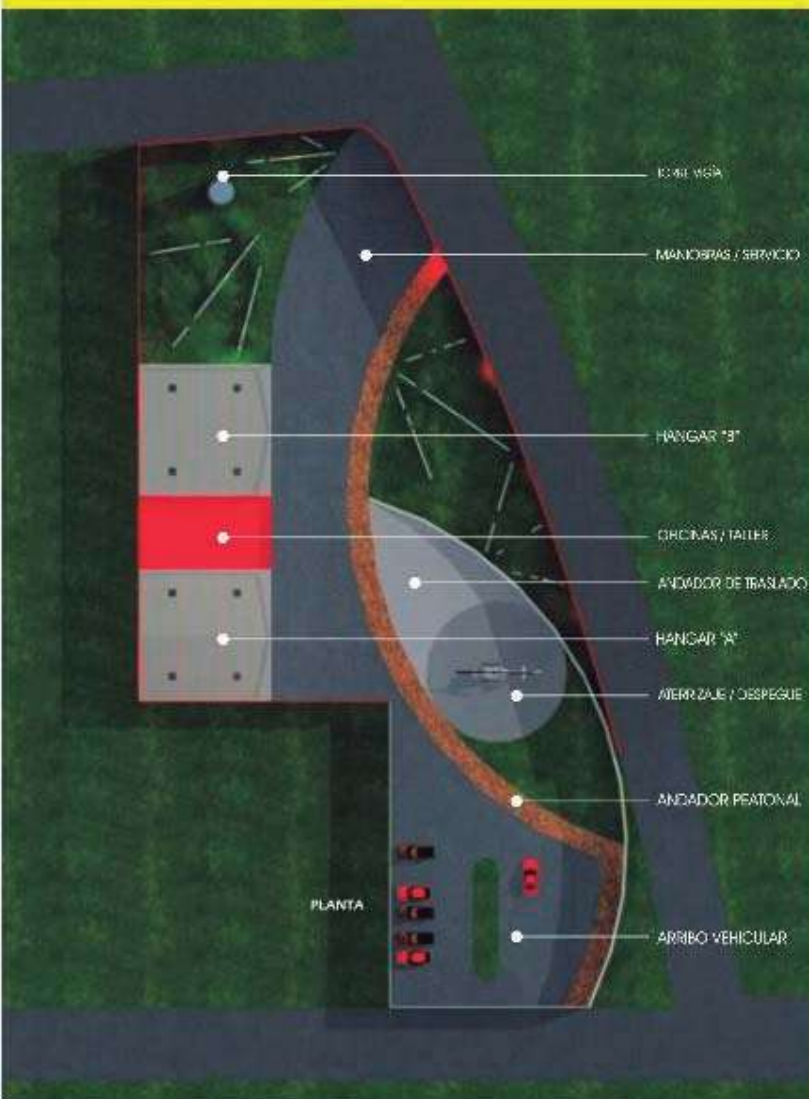 TORRE VIGÍA
MANIOBRAS / SERVICIO
HANGAR "B"
OFICINAS / TALLER
ANDADOR DE TRASLADO
HANGAR "A"
ATERRIZAJE / DESPEGUE
ANDADOR PEATONAL
PLANTA
ARRIBO VEHICULAR